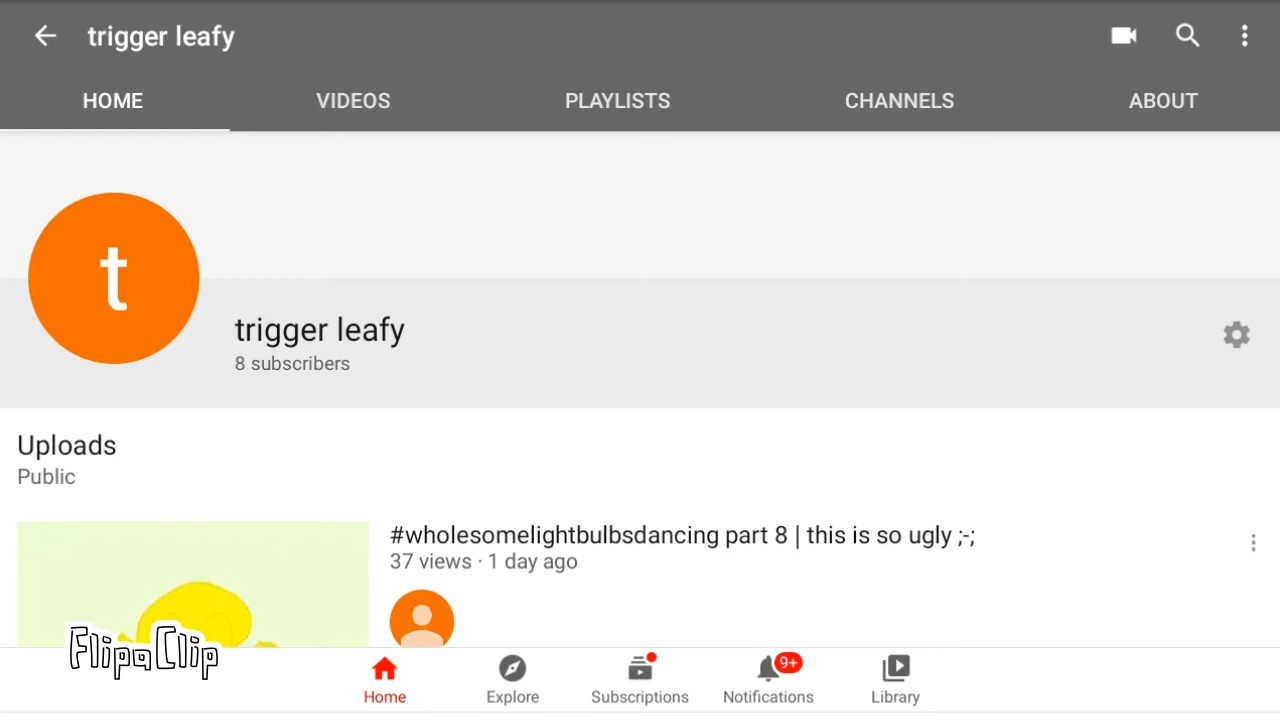 trigger leafy
HOME VIDEOS PLAYLISTS CHANNELS ABOUT
t
trigger leafy
8 subscribers
Uploads
Public
#wholesomelightbulbsdancing part 8 | this is so ugly ;-;
37 views · 1 day ago
FlipaClip
9+
Home Explore Subscriptions Notifications Library